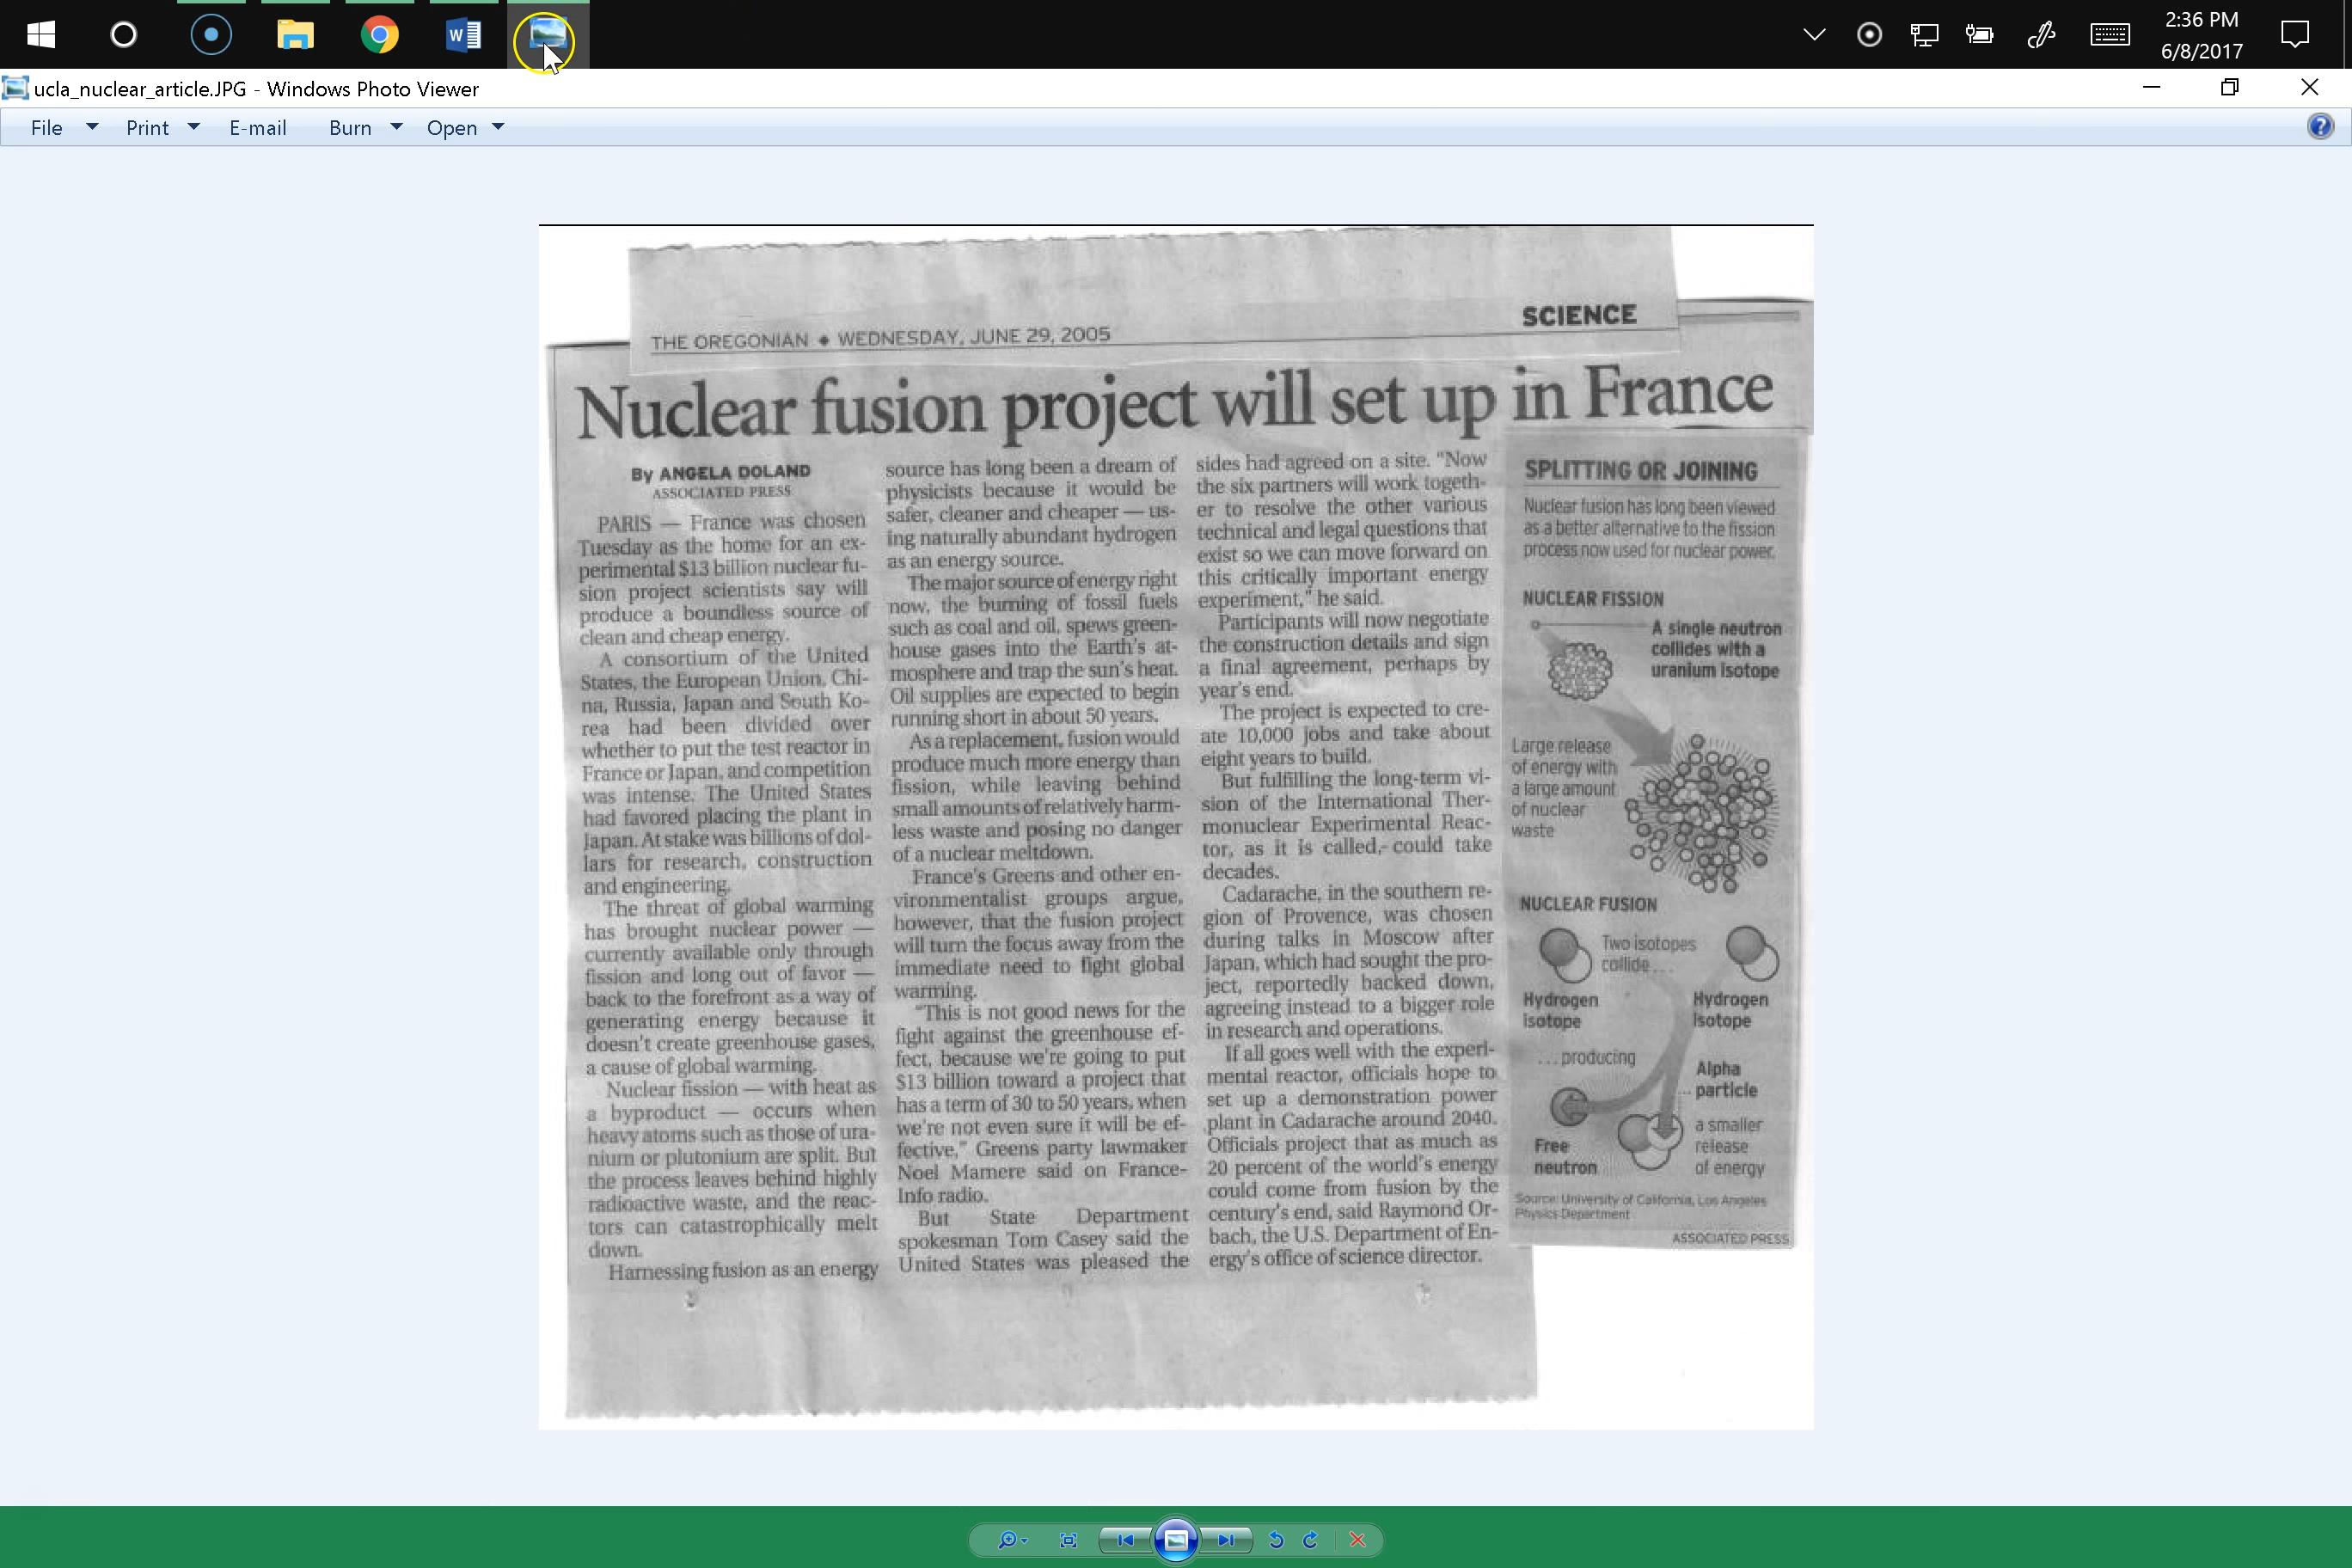 2:36 PM
6/8/2017
ucla_nuclear_article.JPG - Windows Photo Viewer
File Print E-mail Burn Open
THE OREGONIAN ◆ WEDNESDAY, JUNE 29, 2005
SCIENCE
Nuclear fusion project will set up in France
By ANGELA DOLAND
ASSOCIATED PRESS
PARIS — France was chosen
Tuesday as the home for an ex-
perimental $13 billion nuclear fu-
sion project scientists say will
produce a boundless source of
clean and cheap energy.
A consortium of the United
States, the European Union, Chi-
na, Russia, Japan and South Ko-
rea had been divided over
whether to put the test reactor in
France or Japan, and competition
was intense. The United States
had favored placing the plant in
Japan. At stake was billions of dol-
lars for research, construction
and engineering.
The threat of global warming
has brought nuclear power —
currently available only through
fission and long out of favor —
back to the forefront as a way of
generating energy because it
doesn't create greenhouse gases,
a cause of global warming.
Nuclear fission — with heat as
a byproduct — occurs when
heavy atoms such as those of ura-
nium or plutonium are split. But
the process leaves behind highly
radioactive waste, and the reac-
tors can catastrophically melt
down.
Harnessing fusion as an energy
source has long been a dream of
physicists because it would be
safer, cleaner and cheaper — us-
ing naturally abundant hydrogen
as an energy source.
The major source of energy right
now, the burning of fossil fuels
such as coal and oil, spews green-
house gases into the Earth's at-
mosphere and trap the sun's heat.
Oil supplies are expected to begin
running short in about 50 years.
As a replacement, fusion would
produce much more energy than
fission, while leaving behind
small amounts of relatively harm-
less waste and posing no danger
of a nuclear meltdown.
France's Greens and other en-
vironmentalist groups argue,
however, that the fusion project
will turn the focus away from the
immediate need to fight global
warming.
"This is not good news for the
fight against the greenhouse ef-
fect, because we're going to put
$13 billion toward a project that
has a term of 30 to 50 years, when
we're not even sure it will be ef-
fective," Greens party lawmaker
Noel Mamere said on France-
Info radio.
But State Department
spokesman Tom Casey said the
United States was pleased the
sides had agreed on a site. "Now
the six partners will work togeth-
er to resolve the other various
technical and legal questions that
exist so we can move forward on
this critically important energy
experiment," he said.
Participants will now negotiate
the construction details and sign
a final agreement, perhaps by
year's end.
The project is expected to cre-
ate 10,000 jobs and take about
eight years to build.
But fulfilling the long-term vi-
sion of the International Ther-
monuclear Experimental Reac-
tor, as it is called, could take
decades.
Cadarache, in the southern re-
gion of Provence, was chosen
during talks in Moscow after
Japan, which had sought the pro-
ject, reportedly backed down,
agreeing instead to a bigger role
in research and operations.
If all goes well with the experi-
mental reactor, officials hope to
set up a demonstration power
plant in Cadarache around 2040.
Officials project that as much as
20 percent of the world's energy
could come from fusion by the
century's end, said Raymond Or-
bach, the U.S. Department of En-
ergy's office of science director.
SPLITTING OR JOINING
Nuclear fusion has long been viewed
as a better alternative to the fission
process now used for nuclear power.
NUCLEAR FISSION
A single neutron
collides with a
uranium isotope
Large release
of energy with
a large amount
of nuclear
waste
NUCLEAR FUSION
Two isotopes
collide...
Hydrogen
isotope
Hydrogen
isotope
...producing
Alpha
particle
Free
neutron
a smaller
release
of energy
Source: University of California, Los Angeles
Physics Department
ASSOCIATED PRESS